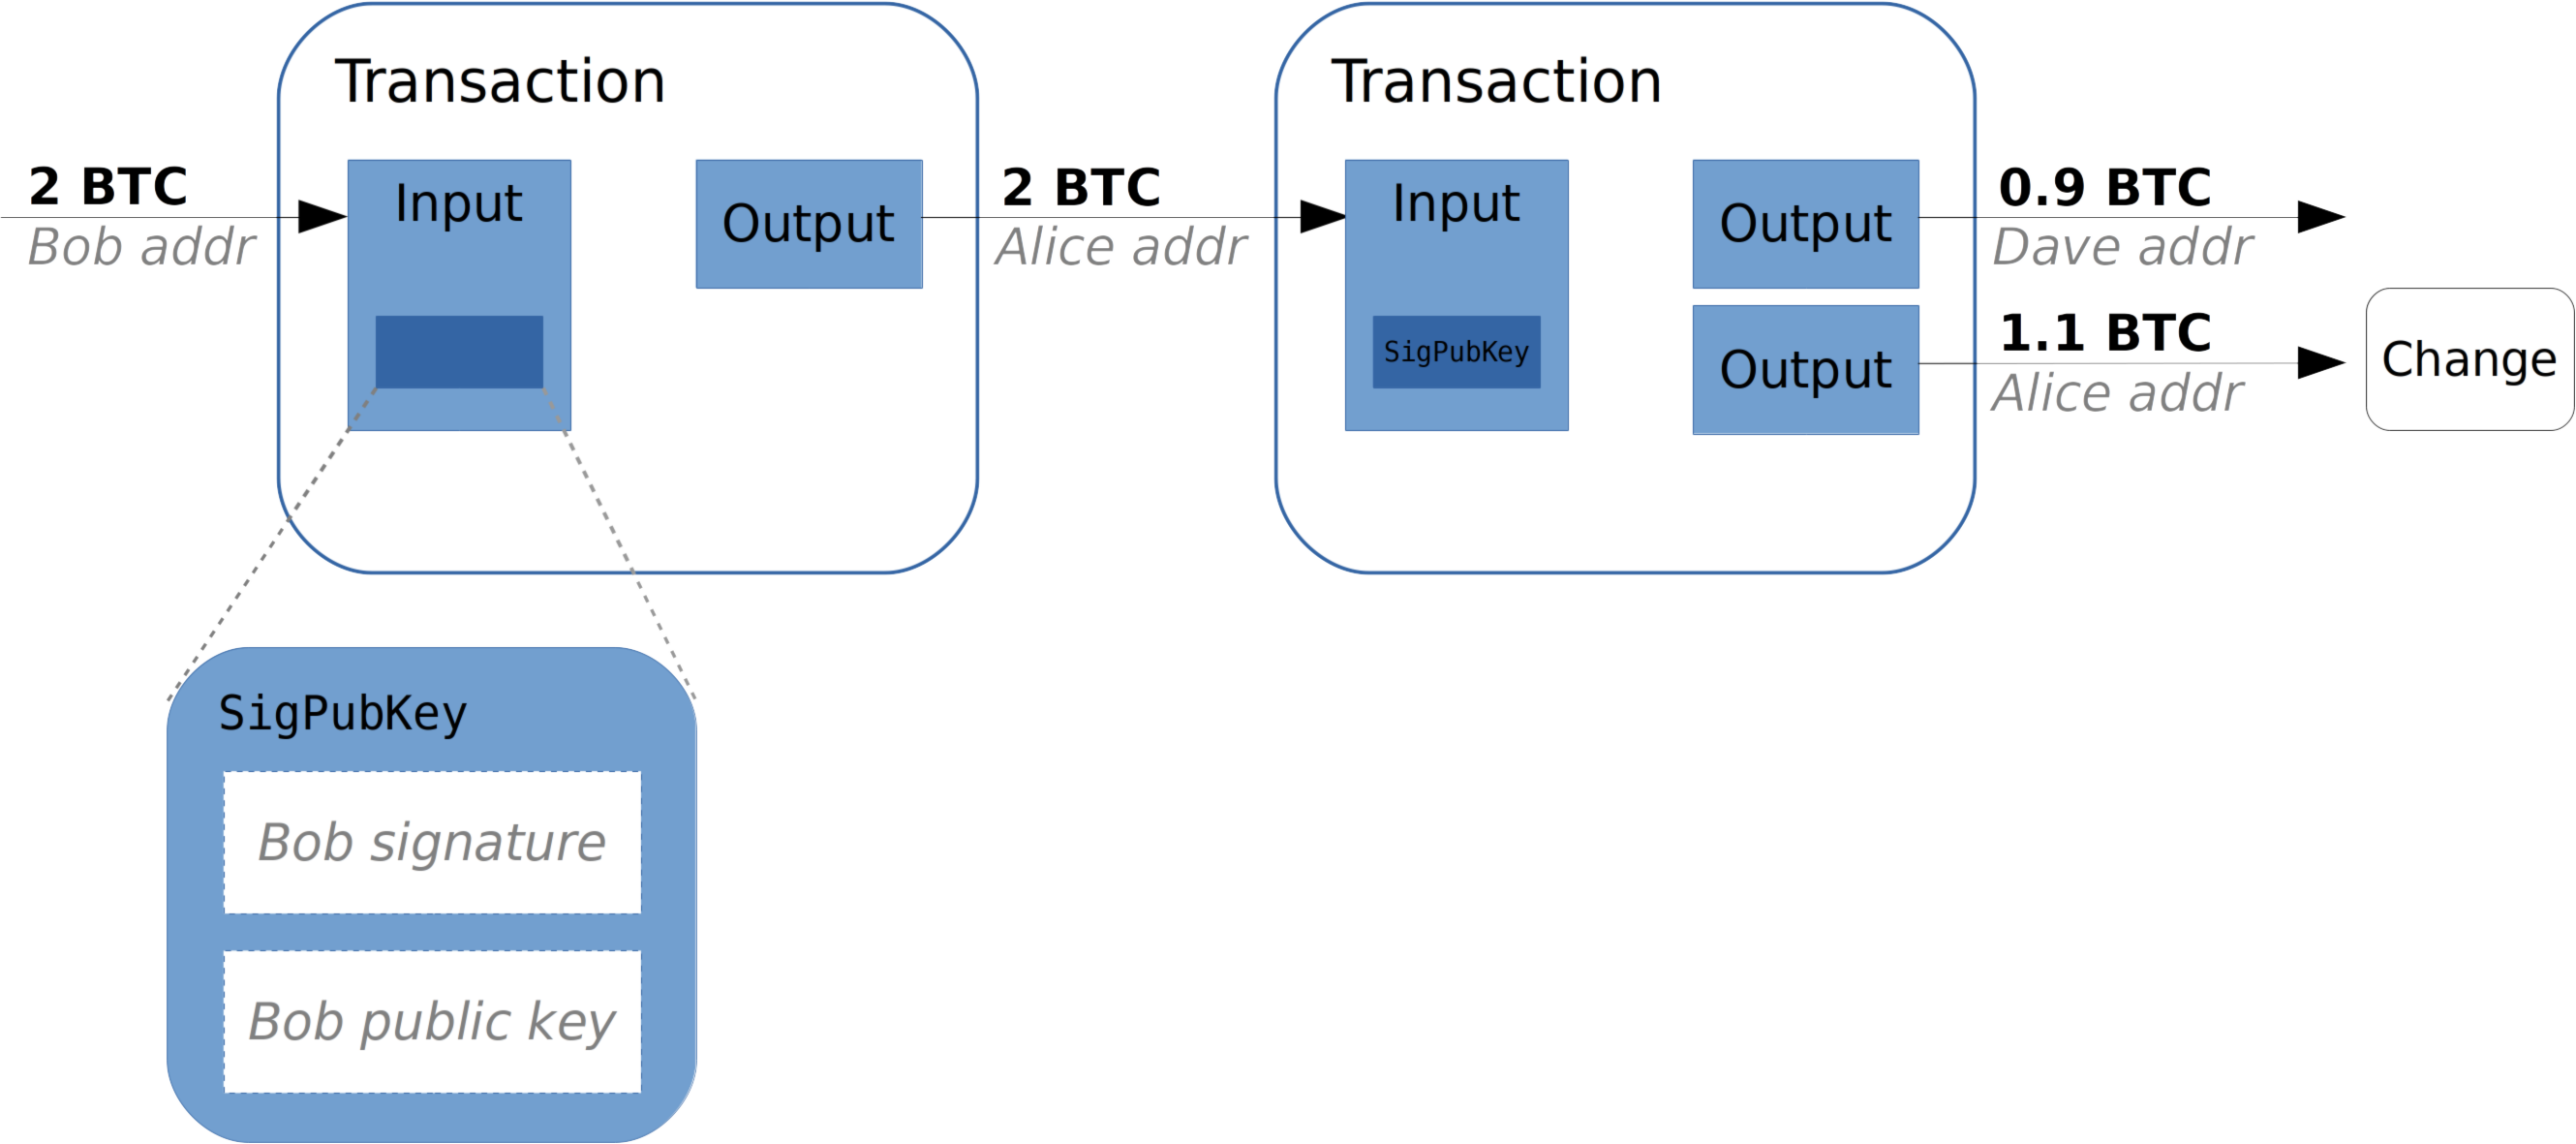 Transaction
Transaction
2 BTC
Bob addr
Input
Output
2 BTC
Alice addr
Input
SigPubKey
Output
0.9 BTC
Dave addr
Output
1.1 BTC
Alice addr
Change
SigPubKey
Bob signature
Bob public key